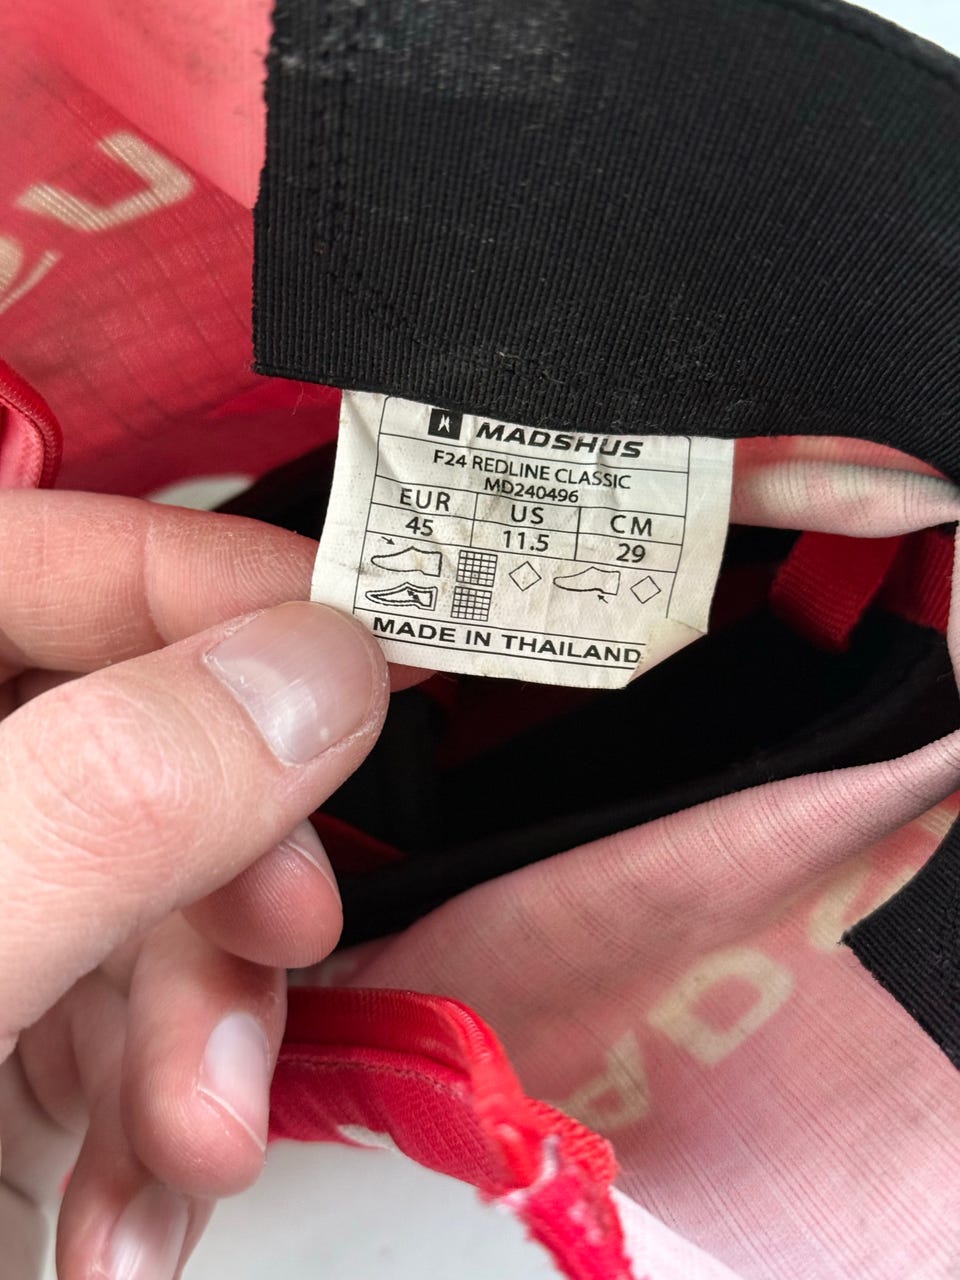 MADSHUS
F24 REDLINE CLASSIC
MD240496
EUR US CM
45 11.5 29
MADE IN THAILAND